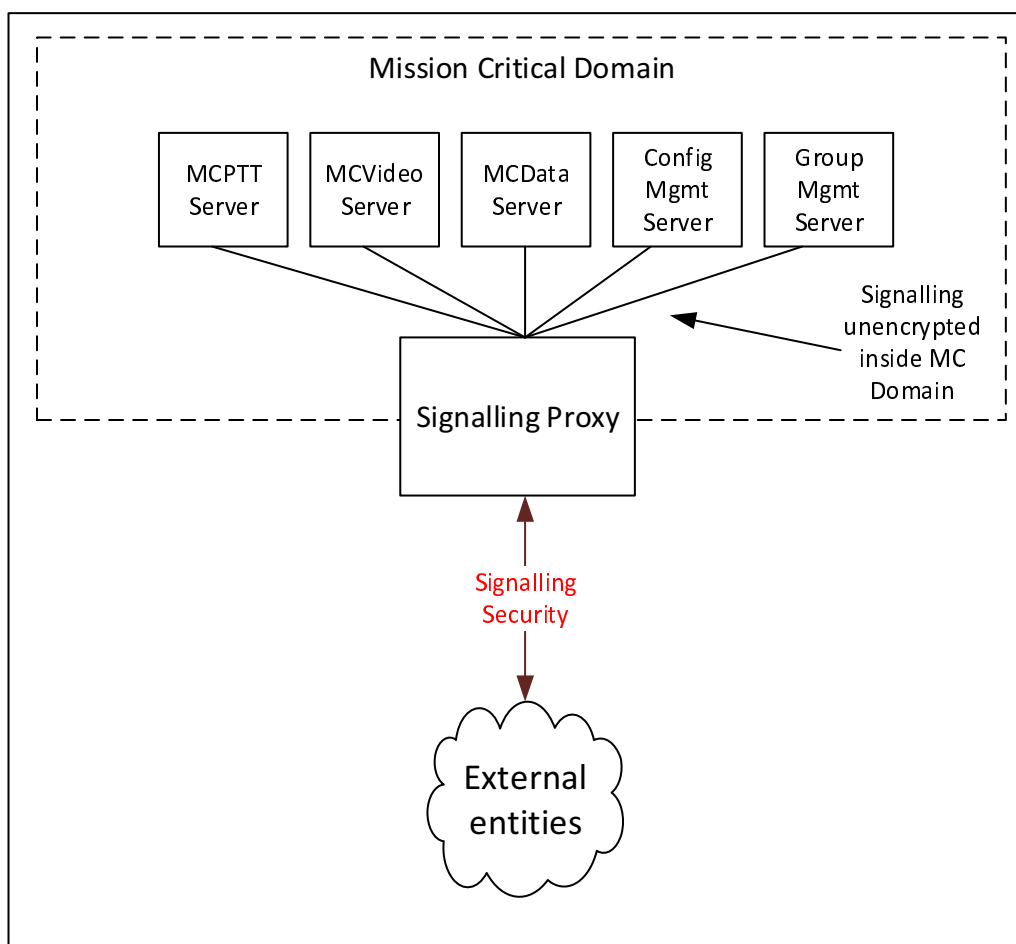 Mission Critical Domain
MCPTT
Server
MCVideo
Server
MCData
Server
Config
Mgmt
Server
Group
Mgmt
Server
Signalling
unencrypted
inside MC
Domain
Signalling Proxy
Signalling
Security
External
entities